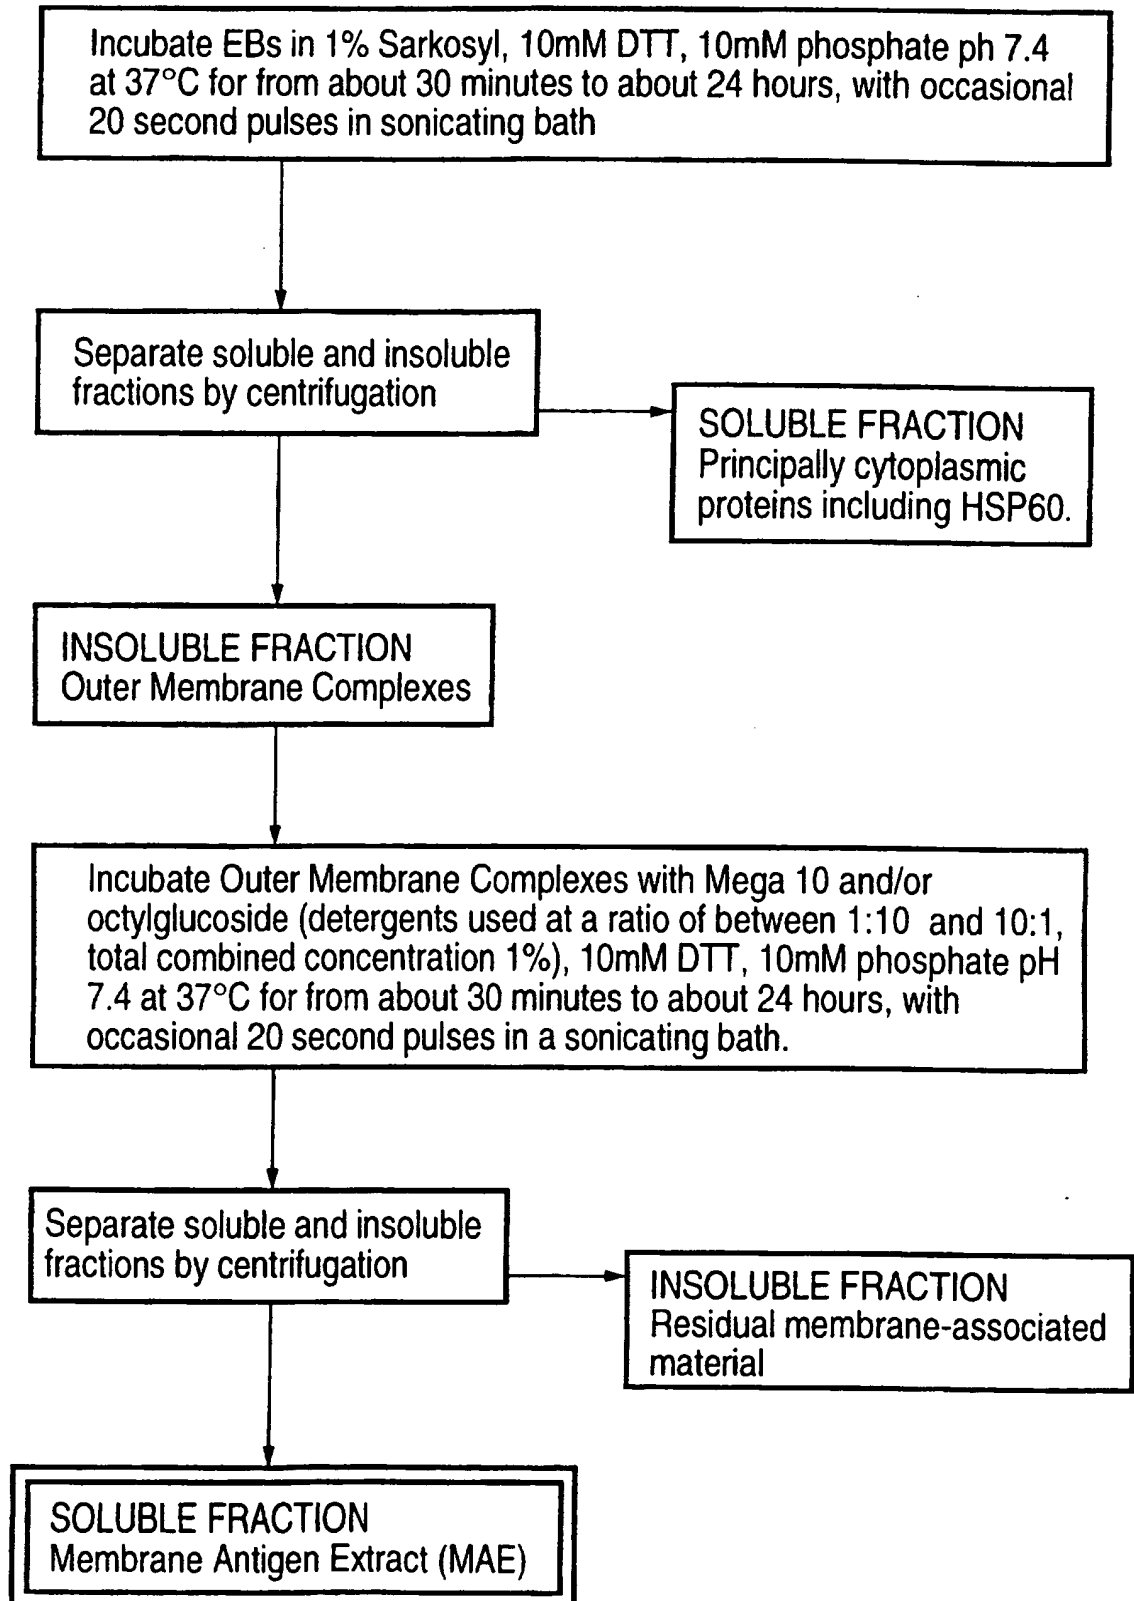 Incubate EBs in 1% Sarkosyl, 10mM DTT, 10mM phosphate ph 7.4
at 37°C for from about 30 minutes to about 24 hours, with occasional
20 second pulses in sonicating bath
Separate soluble and insoluble
fractions by centrifugation
SOLUBLE FRACTION
Principally cytoplasmic
proteins including HSP60.
INSOLUBLE FRACTION
Outer Membrane Complexes
Incubate Outer Membrane Complexes with Mega 10 and/or
octylglucoside (detergents used at a ratio of between 1:10 and 10:1,
total combined concentration 1%), 10mM DTT, 10mM phosphate pH
7.4 at 37°C for from about 30 minutes to about 24 hours, with
occasional 20 second pulses in a sonicating bath.
Separate soluble and insoluble
fractions by centrifugation
INSOLUBLE FRACTION
Residual membrane-associated
material
SOLUBLE FRACTION
Membrane Antigen Extract (MAE)